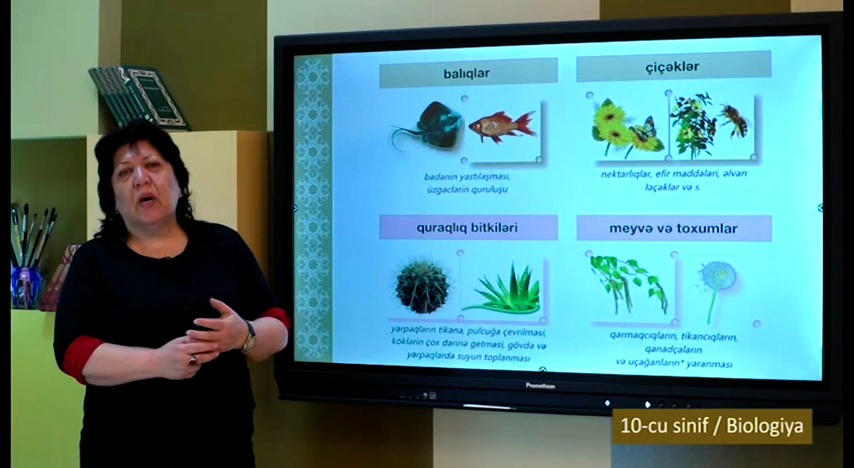 balıqlar
bədənin yastılaşması,
üzgəclərin quruluşu
çiçəklər
nektarlıqlar, efir maddələri, əlvan
ləçəklər və s.
quraqlıq bitkiləri
yarpaqların tikana, pulcuğa çevrilməsi,
köklərin çox dərinə getməsi, gövdə və
yarpaqlarda suyun toplanması
meyvə və toxumlar
qarmaqcıqların, tikancıqların,
qanadçaların
və uçağanların* yaranması
Promethean
10-cu sinif / Biologiya